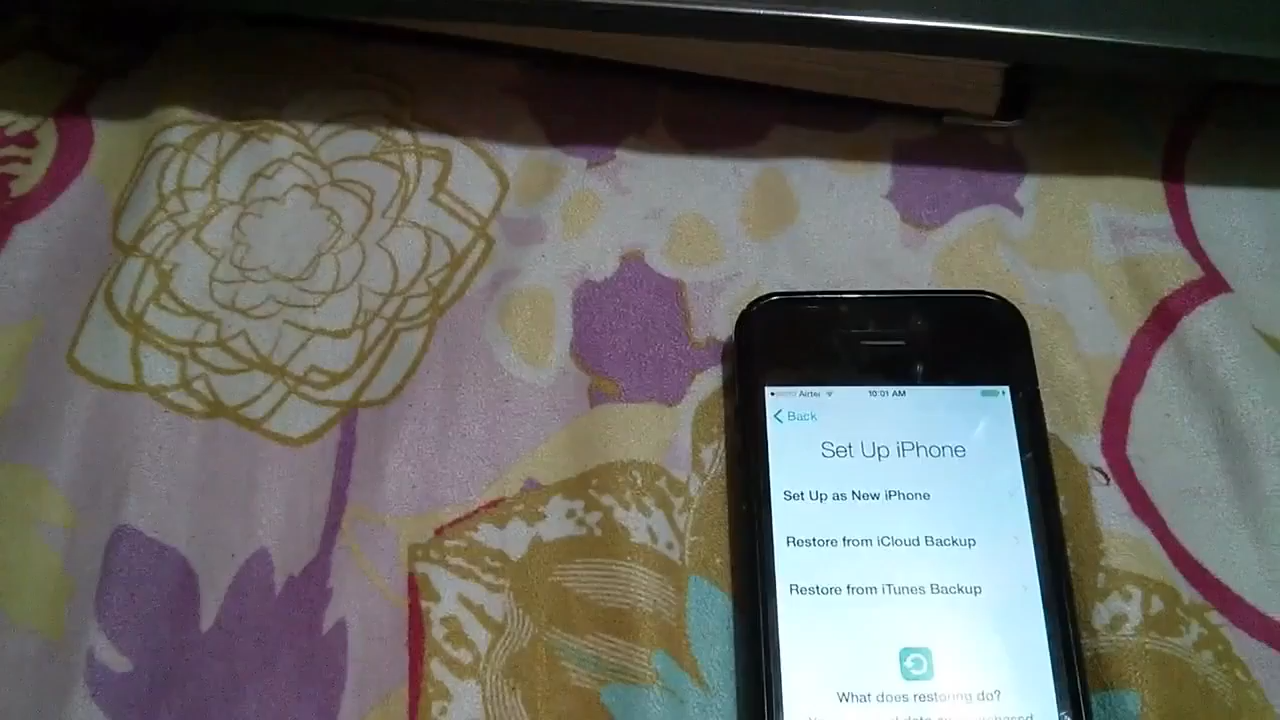 Airtel 10:01 AM
Back
Set Up iPhone
Set Up as New iPhone
Restore from iCloud Backup
Restore from iTunes Backup
What does restoring do?